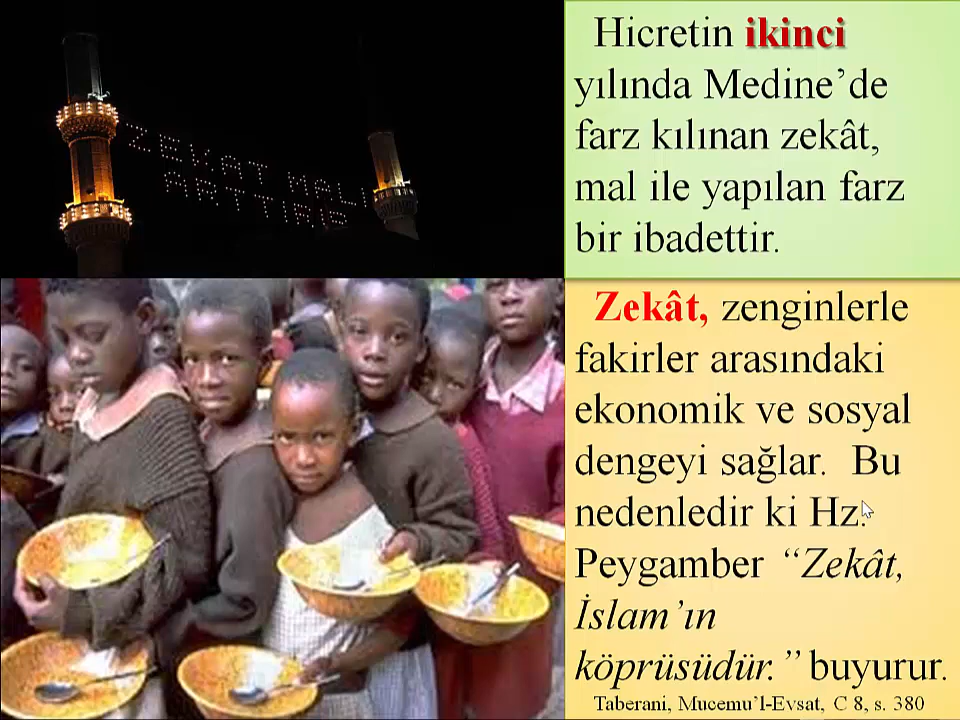 ZEKAT MALI
ARTTIRIR
Hicretin ikinci
yılında Medine’de
farz kılınan zekât,
mal ile yapılan farz
bir ibadettir.
Zekât, zenginlerle
fakirler arasındaki
ekonomik ve sosyal
dengeyi sağlar. Bu
nedenledir ki Hz.
Peygamber “Zekât,
İslam’ın
köprüsüdür.” buyurur.
Taberani, Mucemu’l-Evsat, C 8, s. 380